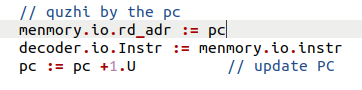 // quzhi by the pc
menmory.io.rd_adr := pc
decoder.io.Instr := menmory.io.instr
pc := pc +1.U // update PC